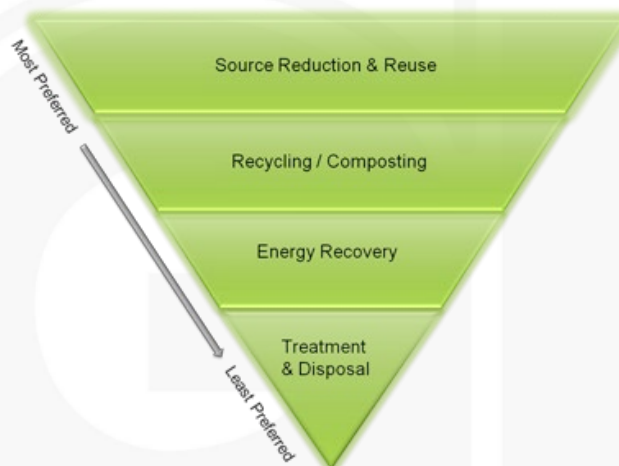 Most Preferred
Source Reduction & Reuse
Recycling / Composting
Energy Recovery
Treatment
& Disposal
Least Preferred